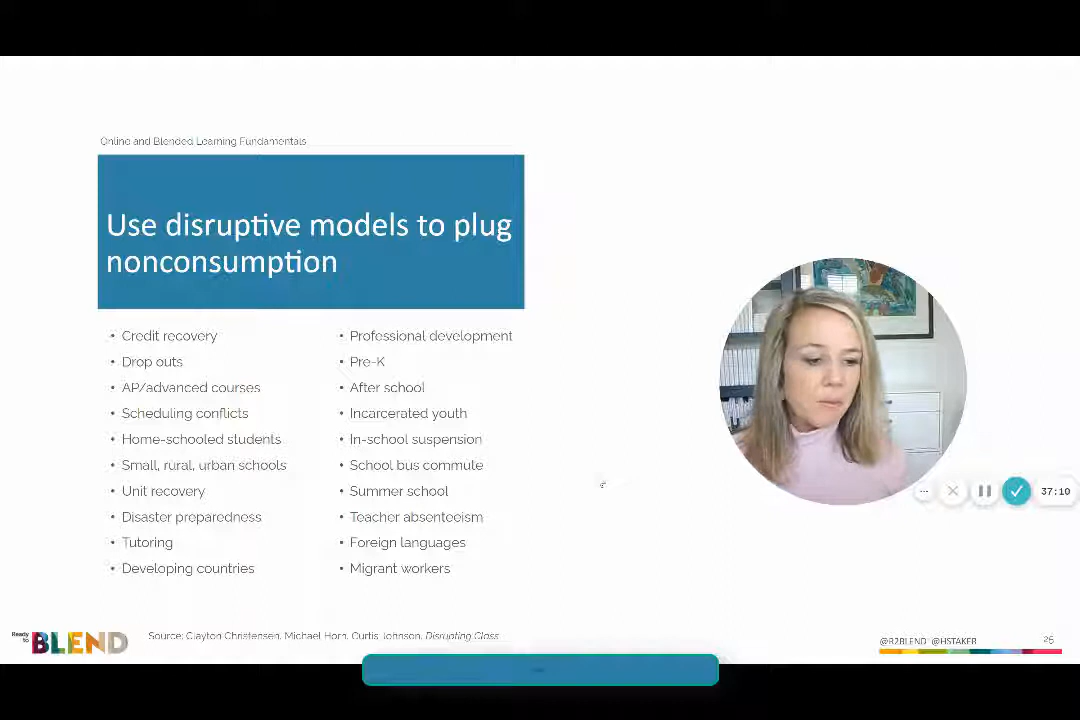 Online and Blended Learning Fundamentals
Use disruptive models to plug
nonconsumption
• Credit recovery
• Drop outs
• AP/advanced courses
• Scheduling conflicts
• Home-schooled students
• Small, rural, urban schools
• Unit recovery
• Disaster preparedness
• Tutoring
• Developing countries
• Professional development
• Pre-K
• After school
• Incarcerated youth
• In-school suspension
• School bus commute
• Summer school
• Teacher absenteeism
• Foreign languages
• Migrant workers
37:10
Ready to BLEND
Source: Clayton Christensen, Michael Horn, Curtis Johnson, Disrupting Class
@R2BLEND @HSTAKER
25